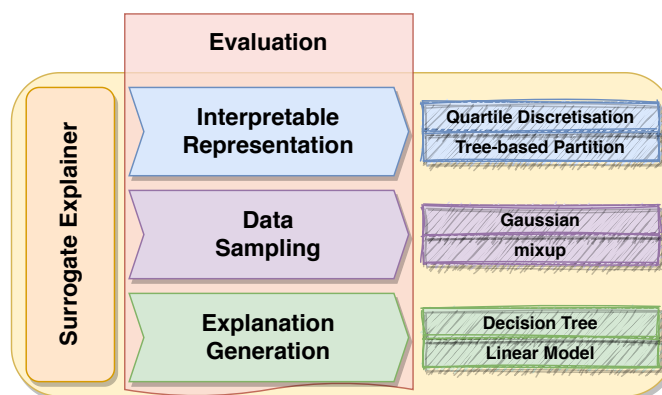 Evaluation
Surrogate Explainer
Interpretable
Representation
Quartile Discretisation
Tree-based Partition
Data
Sampling
Gaussian
mixup
Explanation
Generation
Decision Tree
Linear Model